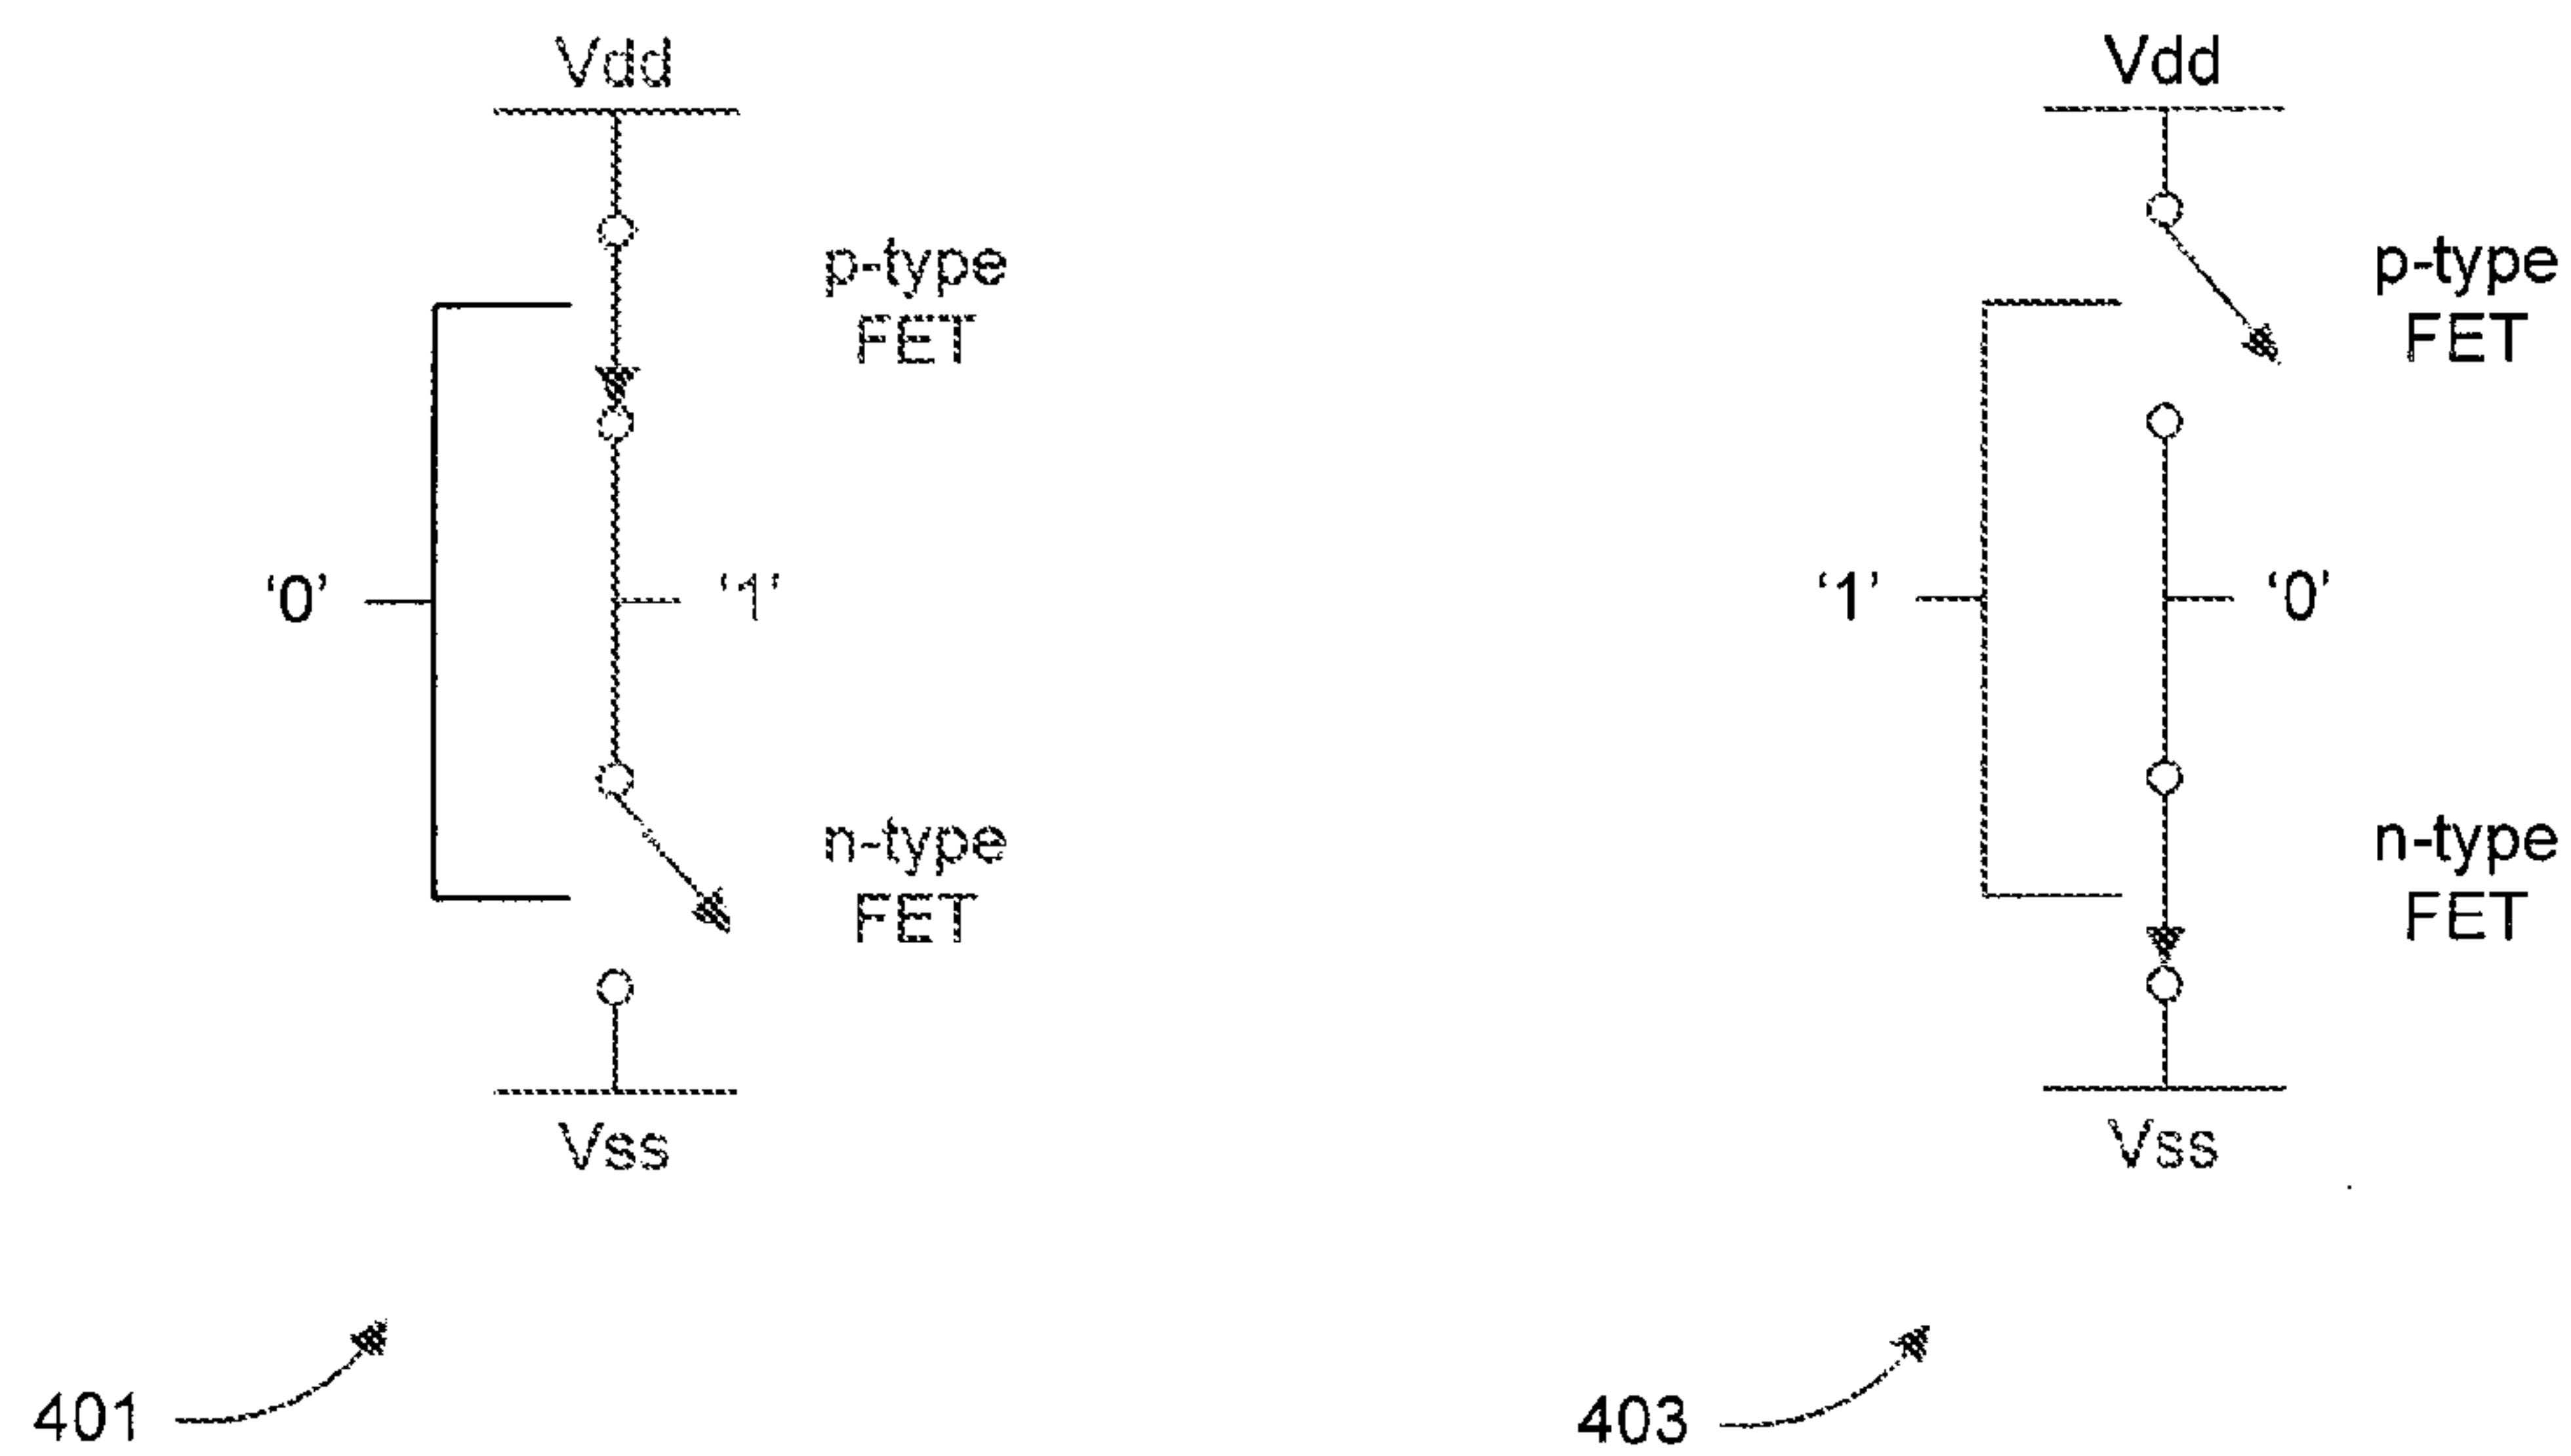 Vdd
p-type
FET
‘0’
‘1’
n-type
FET
Vss
401
Vdd
p-type
FET
‘1’
‘0’
n-type
FET
Vss
403